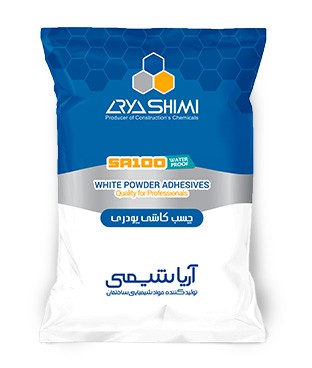 ARYASHIMI
Producer of Construction's Chemicals
SA100 WATER PROOF
WHITE POWDER ADHESIVES
Quality for Professionals
چسب کاشی پودری
آریا شیمی
تولید کننده مواد شیمیایی ساختمان